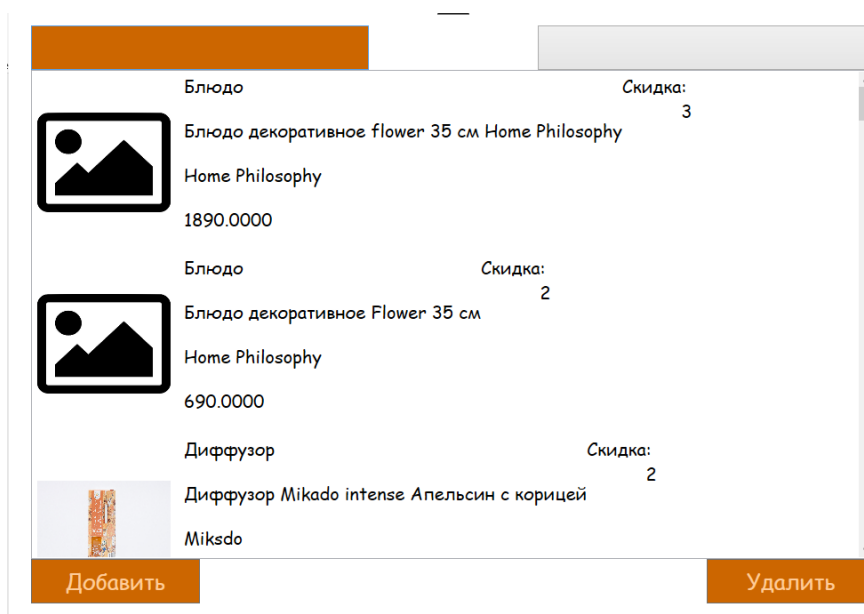 Блюдо
Скидка:
3
Блюдо декоративное flower 35 см Home Philosophy
Home Philosophy
1890.0000
Блюдо
Скидка:
2
Блюдо декоративное Flower 35 см
Home Philosophy
690.0000
Диффузор
Скидка:
2
Диффузор Mikado intense Апельсин с корицей
Miksdo
Добавить
Удалить